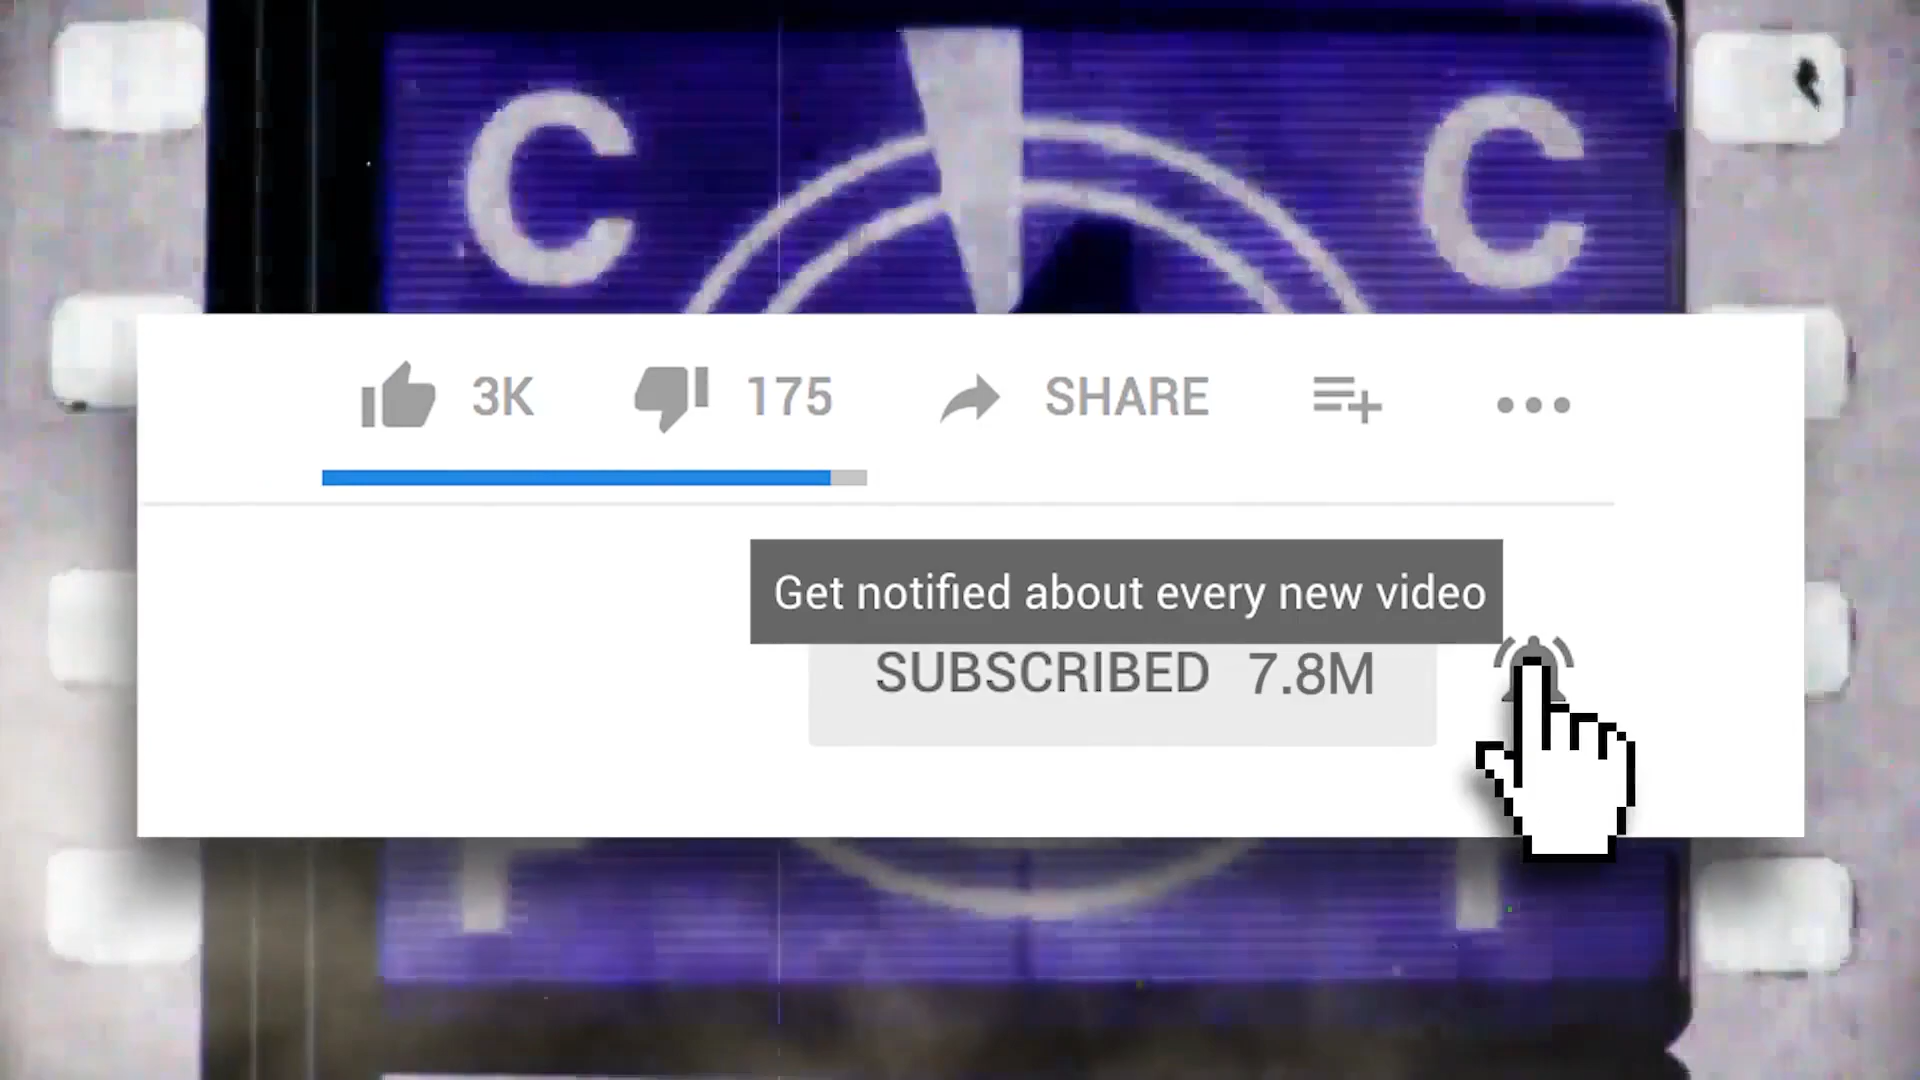 C C
3K 175 SHARE
Get notified about every new video
SUBSCRIBED 7.8M